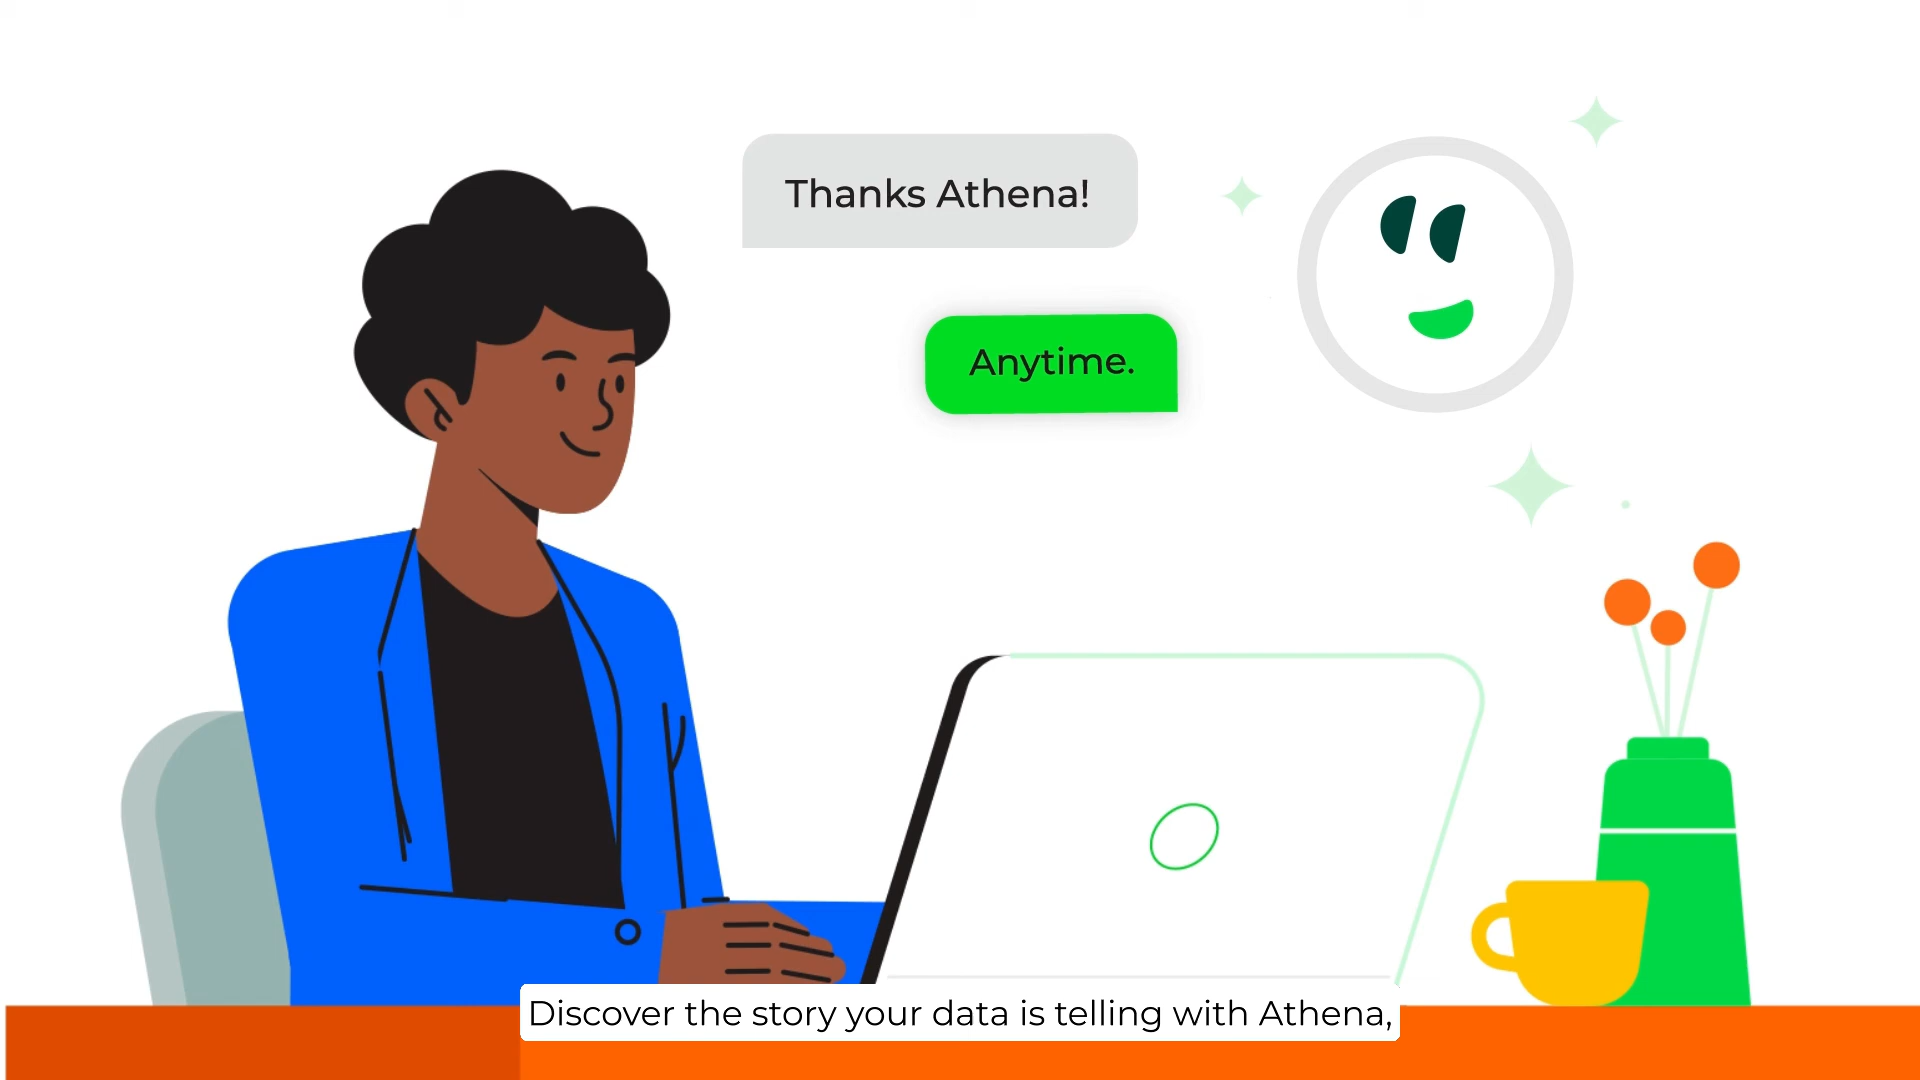 Thanks Athena!
Anytime.
Discover the story your data is telling with Athena,